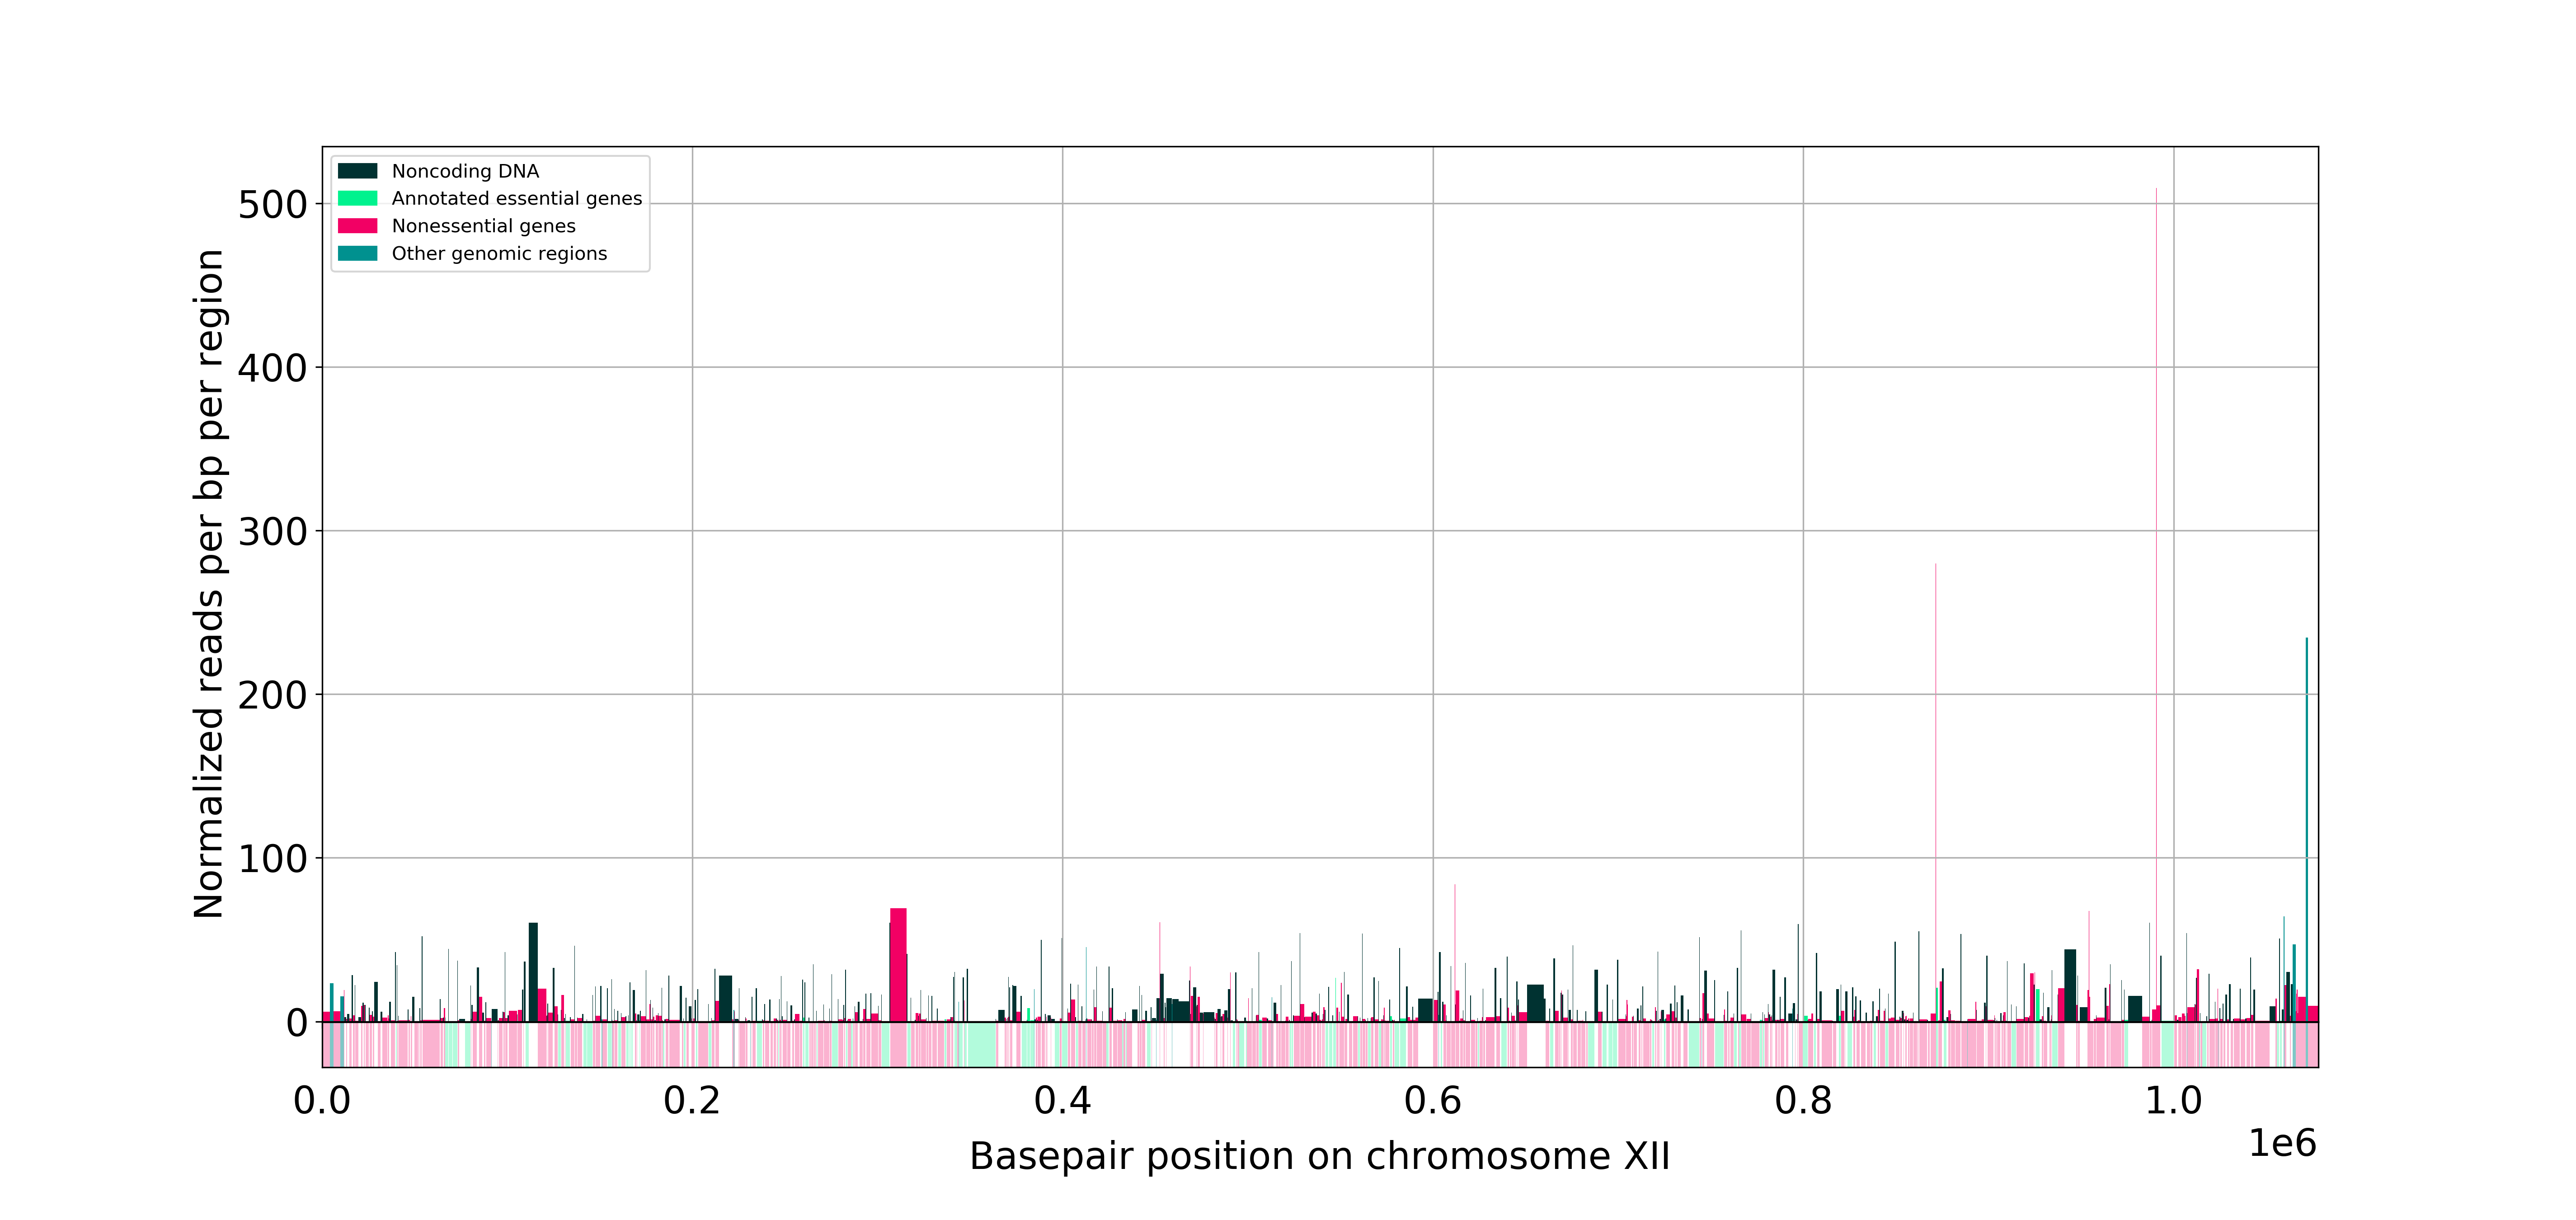 Noncoding DNA
Annotated essential genes
Nonessential genes
Other genomic regions
Normalized reads per bp per region
500
400
300
200
100
0
0.0 0.2 0.4 0.6 0.8 1.0
1e6
Basepair position on chromosome XII